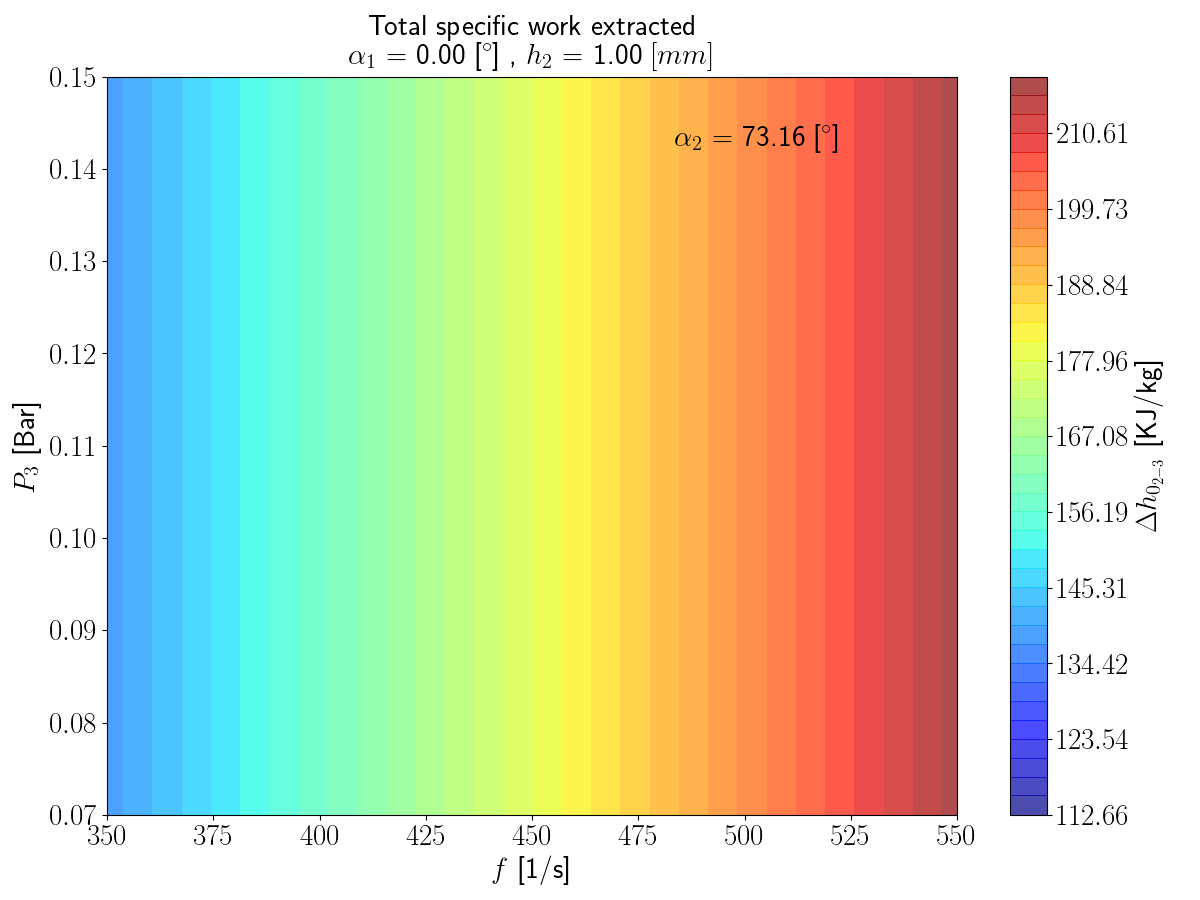 Total specific work extracted
α₁ = 0.00 [°] , h₂ = 1.00 [mm]
α₂ = 73.16 [°]
P₃ [Bar]
0.15
0.14
0.13
0.12
0.11
0.10
0.09
0.08
0.07
350 375 400 425 450 475 500 525 550
f [1/s]
210.61
199.73
188.84
177.96
167.08
156.19
145.31
134.42
123.54
112.66
Δh₀₂₋₃ [KJ/kg]